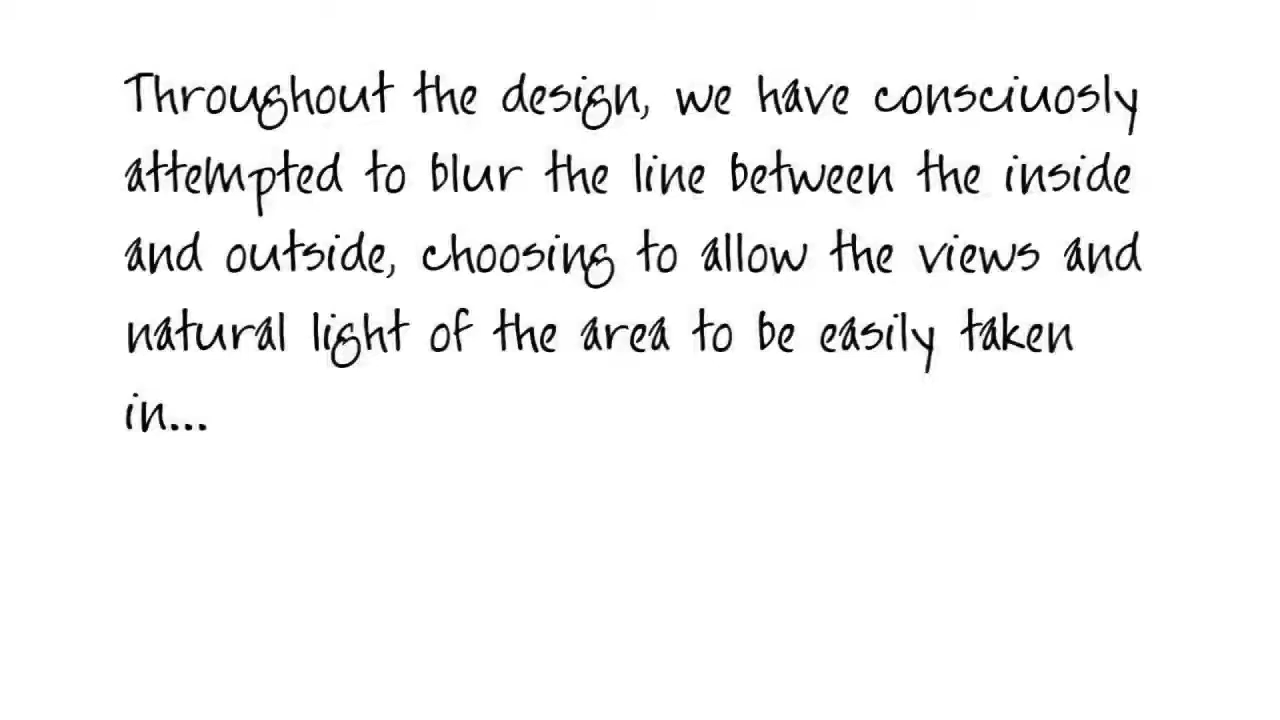 Throughout the design, we have consciuosly
attempted to blur the line between the inside
and outside, choosing to allow the views and
natural light of the area to be easily taken
in...